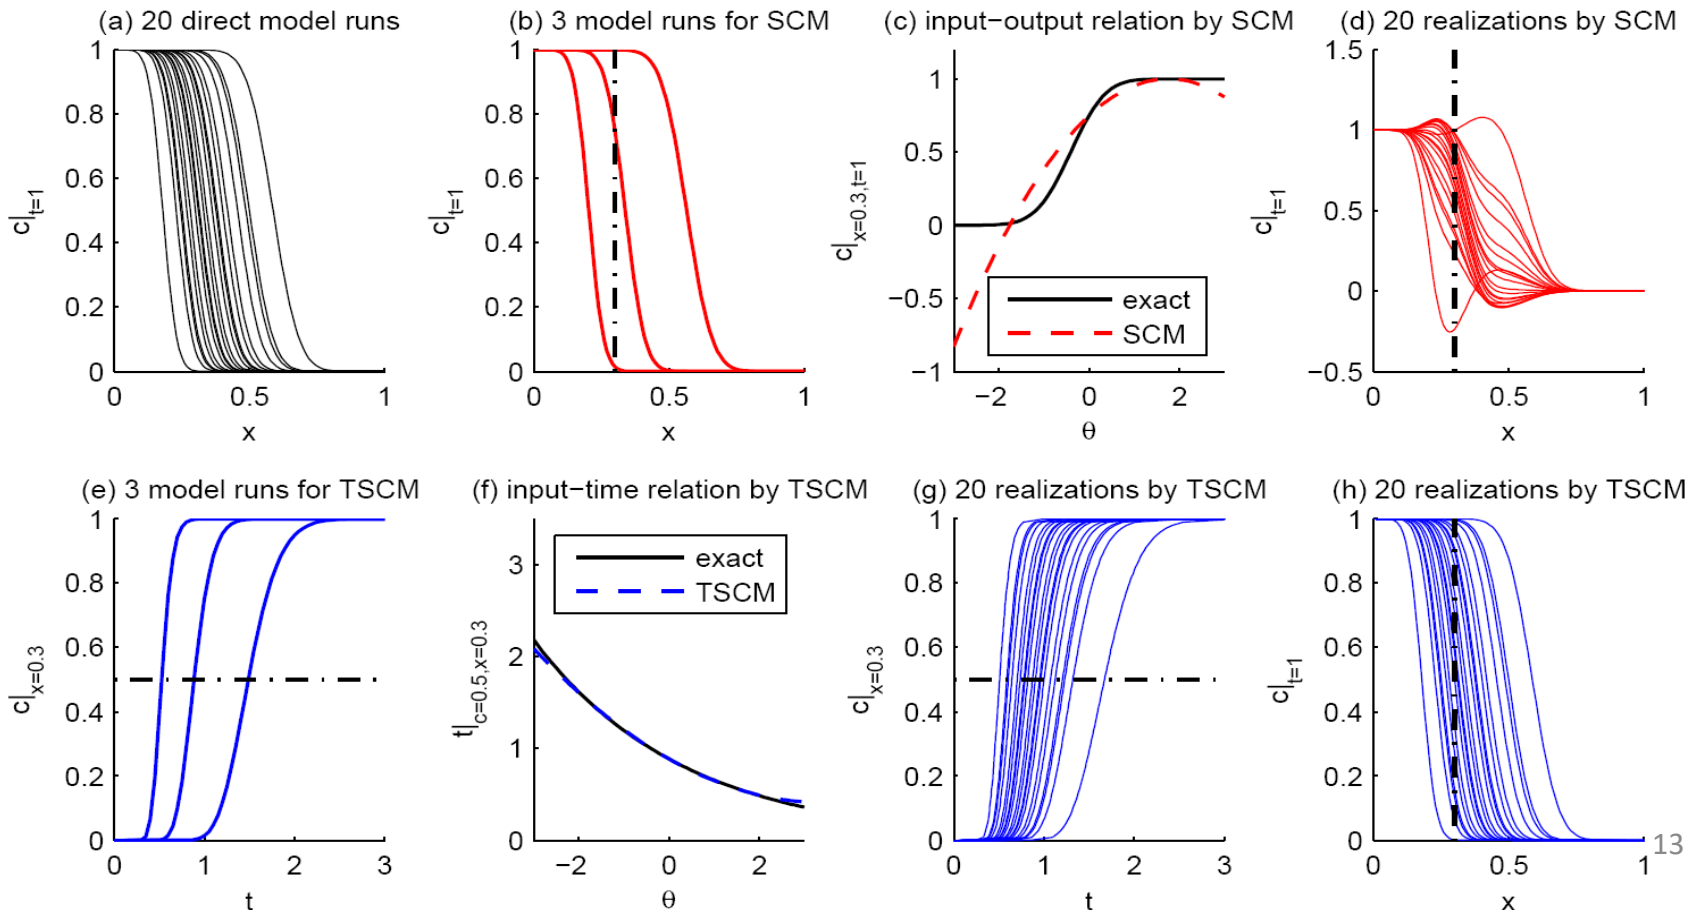 (a) 20 direct model runs
(b) 3 model runs for SCM
(c) input−output relation by SCM
(d) 20 realizations by SCM
1
0.8
0.6
0.4
0.2
0
0
0.5
1
x
c|t=1
1
0.8
0.6
0.4
0.2
0
0
0.5
1
x
c|t=1
1
0.5
0
−0.5
−1
−2
0
2
θ
c|x=0.3,t=1
exact
SCM
1.5
1
0.5
0
−0.5
0
0.5
1
x
c|t=1
(e) 3 model runs for TSCM
(f) input−time relation by TSCM
(g) 20 realizations by TSCM
(h) 20 realizations by TSCM
1
0.8
0.6
0.4
0.2
0
0
1
2
3
t
c|x=0.3
3
2
1
0
−2
0
2
θ
t|c=0.5,x=0.3
exact
TSCM
1
0.8
0.6
0.4
0.2
0
0
1
2
3
t
c|x=0.3
1
0.8
0.6
0.4
0.2
0
0
0.5
1
x
c|t=1
13